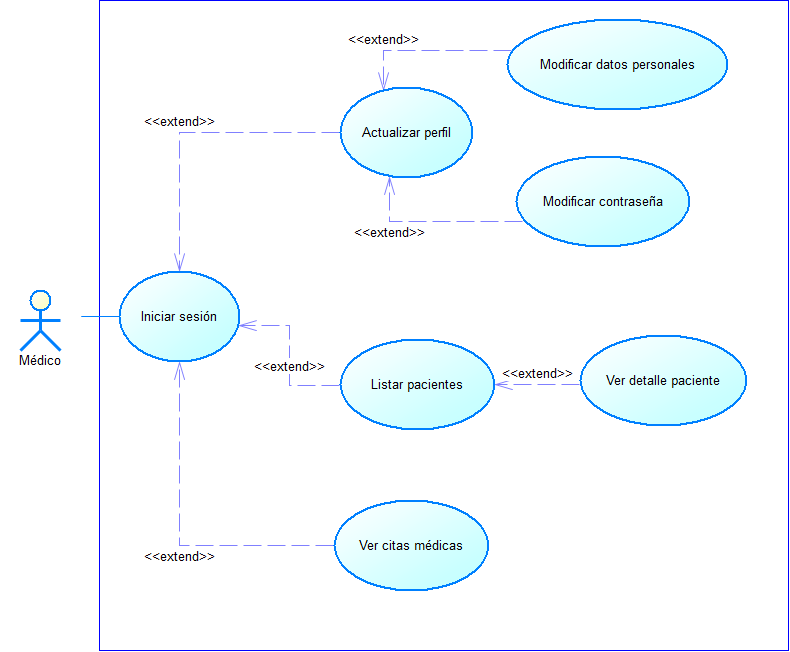 <<extend>>
Modificar datos personales
<<extend>>
Actualizar perfil
Modificar contraseña
<<extend>>
Iniciar sesión
Médico
<<extend>>
Listar pacientes
<<extend>>
Ver detalle paciente
Ver citas médicas
<<extend>>